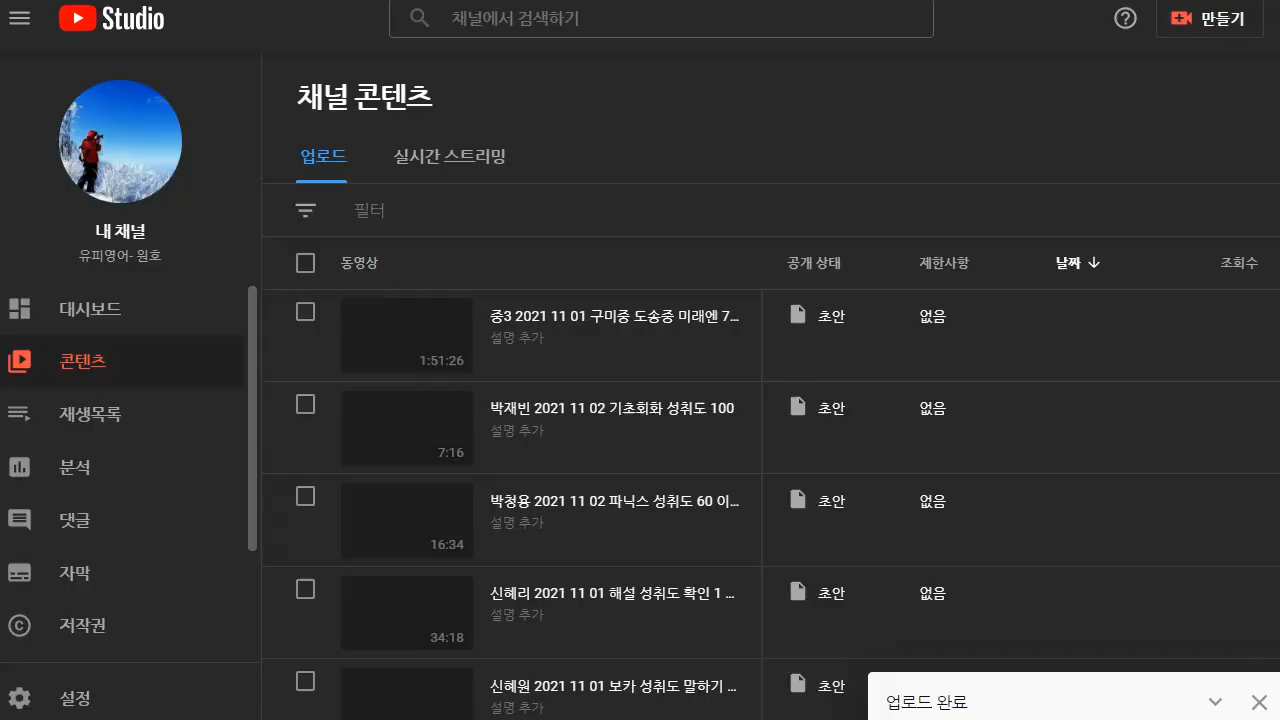 Studio
채널에서 검색하기
만들기
내 채널
유피영어- 원호
대시보드
콘텐츠
재생목록
분석
댓글
자막
저작권
설정
채널 콘텐츠
업로드 실시간 스트리밍
필터
동영상 공개 상태 제한사항 날짜 조회수
중3 2021 11 01 구미중 도송중 미래엔 7...
설명 추가
1:51:26
초안 없음
박재빈 2021 11 02 기초회화 성취도 100
설명 추가
7:16
초안 없음
박청용 2021 11 02 파닉스 성취도 60 이...
설명 추가
16:34
초안 없음
신혜리 2021 11 01 해설 성취도 확인 1 ...
설명 추가
34:18
초안 없음
신혜원 2021 11 01 보카 성취도 말하기 ...
설명 추가
초안
업로드 완료